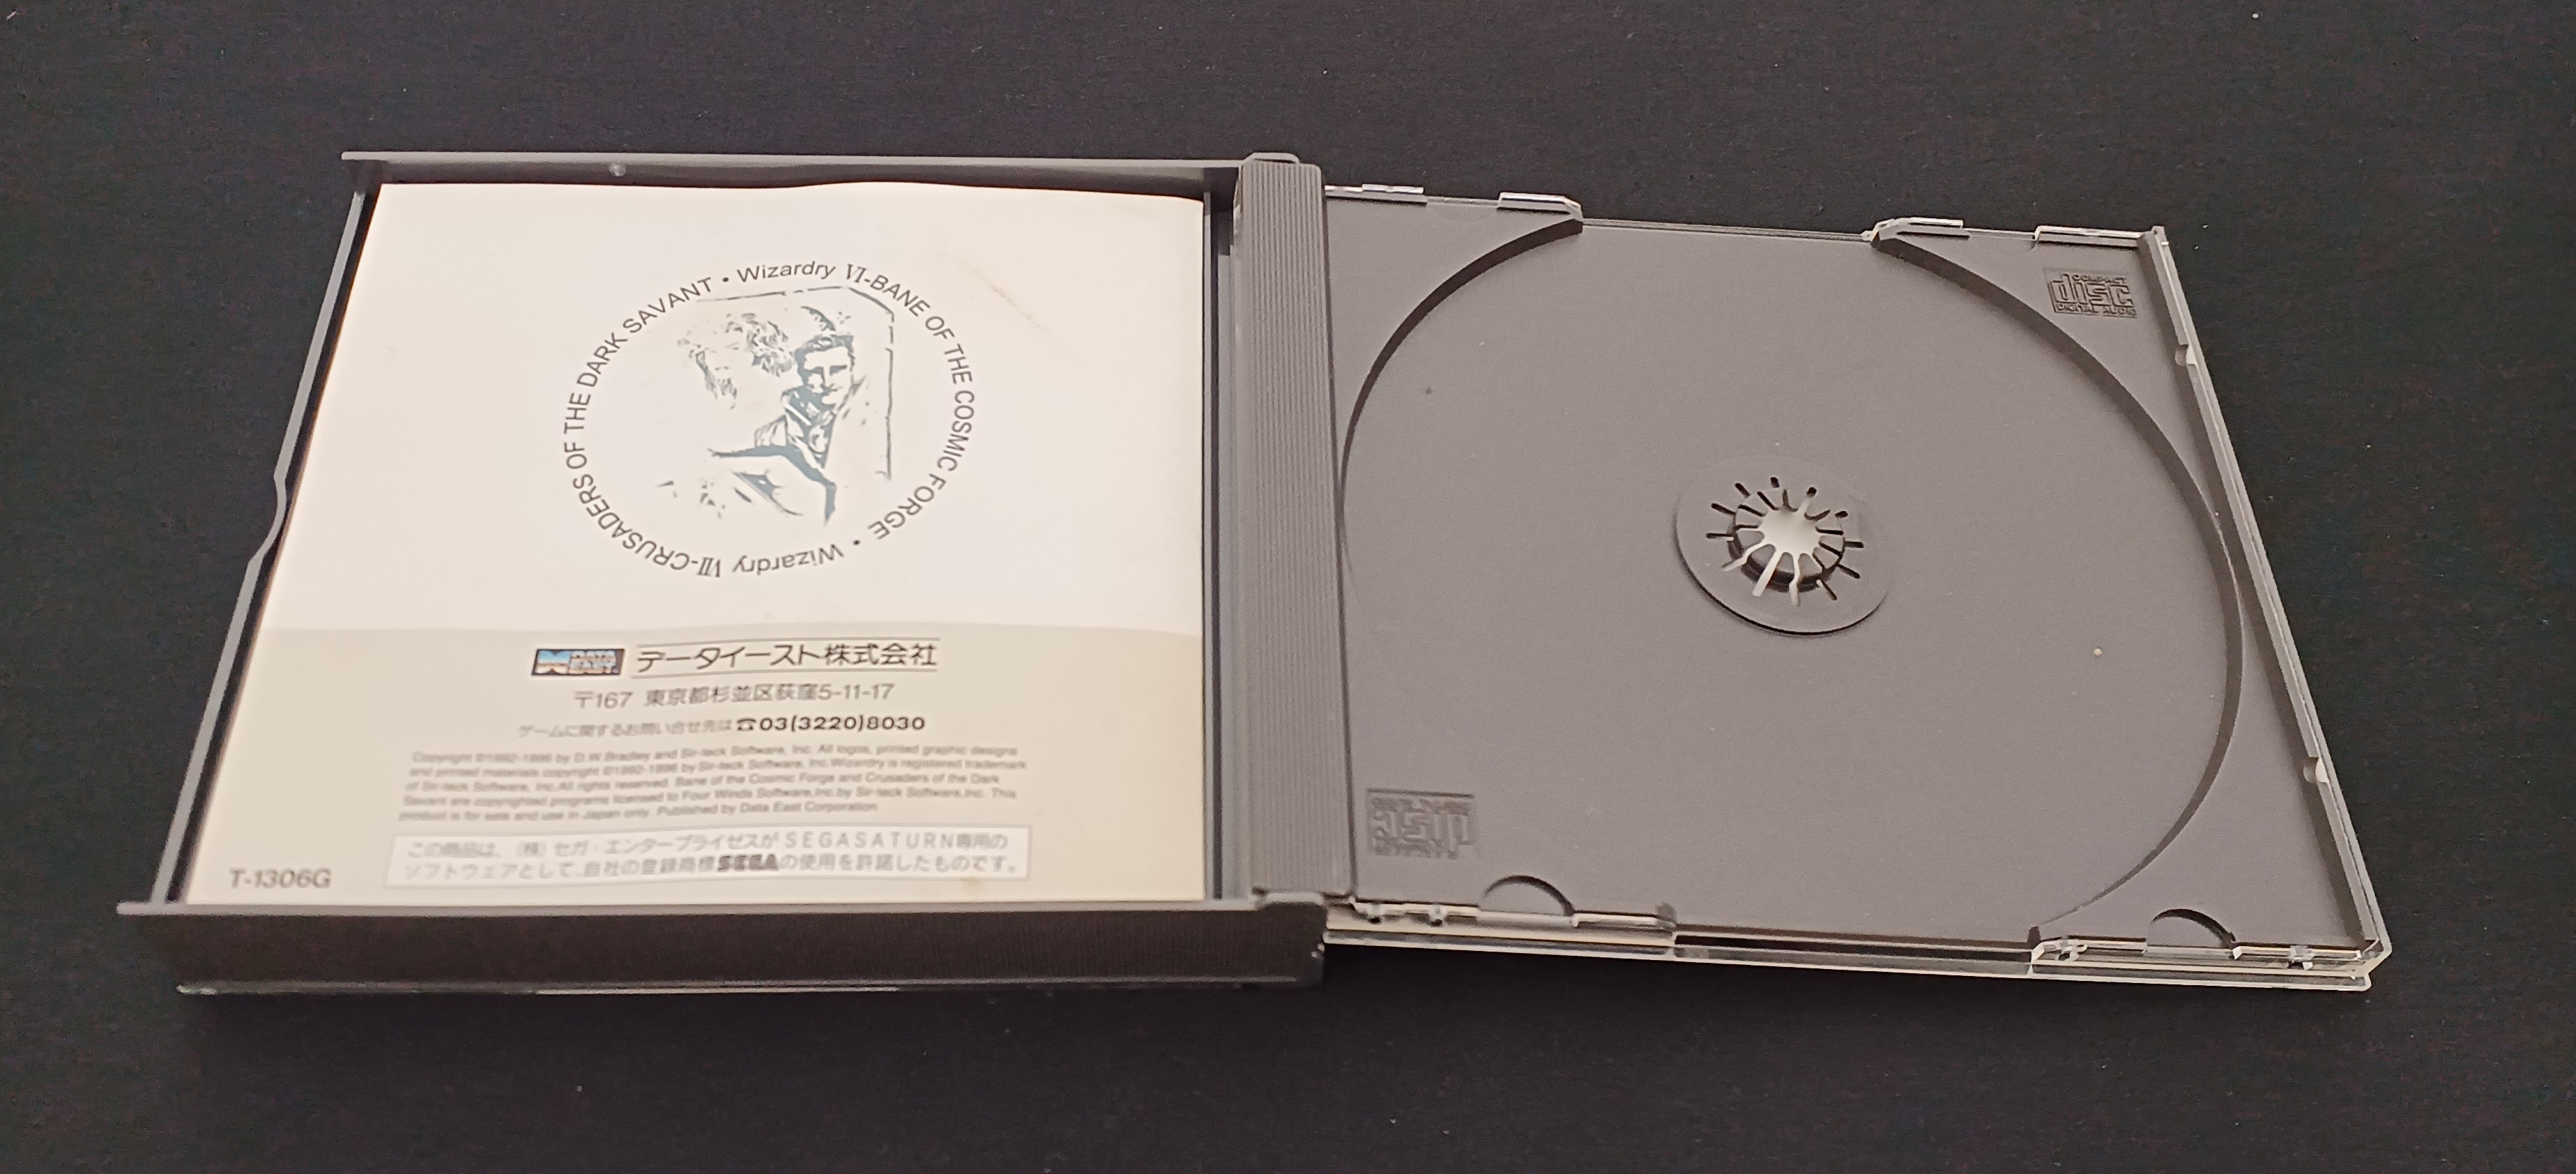 Wizardry VI-BANE OF THE COSMIC FORGE • Wizardry VII-CRUSADERS OF THE DARK SAVANT •
DATA EAST データイースト株式会社
〒167 東京都杉並区荻窪5-11-17
ゲームに関するお問い合せ先は☎03(3220)8030
Copyright ©1992-1996 by D.W.Bradley and Sir-teck Software, Inc. All logos, printed graphic designs
and printed materials copyright ©1992-1996 by Sir-teck Software, Inc.Wizardry is registered trademark
of Sir-teck Software, Inc.All rights reserved. Bane of the Cosmic Forge and Crusaders of the Dark
Savant are copyrighted programs licensed to Four Winds Software,Inc.by Sir-teck Software,Inc. This
product is for sale and use in Japan only. Published by Data East Corporation
この商品は、(株)セガ・エンタープライゼスがSEGASATURN専用の
ソフトウェアとして、自社の登録商標SEGAの使用を許諾したものです。
T-1306G
COMPACT
disc
DIGITAL AUDIO